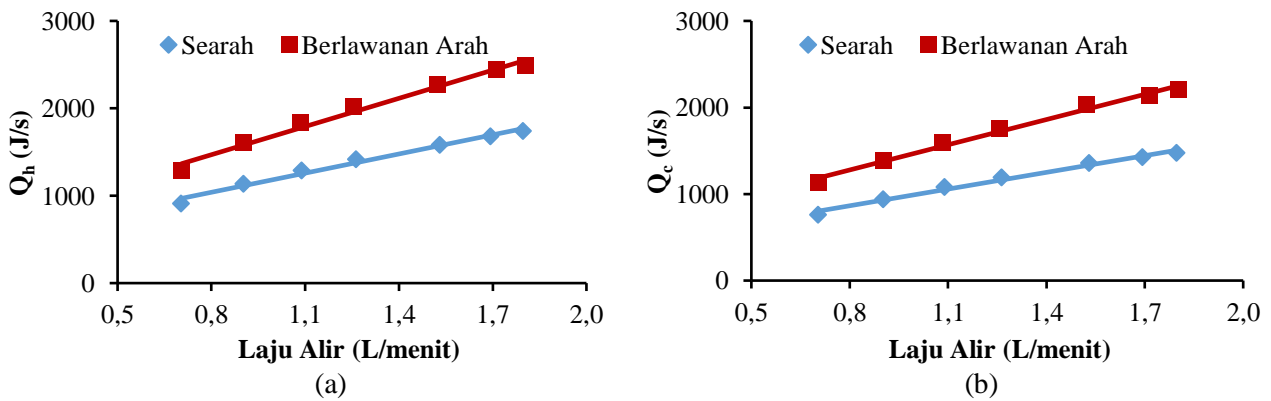 Searah Berlawanan Arah
3000
2000
1000
0
Qh (J/s)
0,5 0,8 1,1 1,4 1,7 2,0
Laju Alir (L/menit)
(a)
Searah Berlawanan Arah
3000
2000
1000
0
Qc (J/s)
0,5 0,8 1,1 1,4 1,7 2,0
Laju Alir (L/menit)
(b)